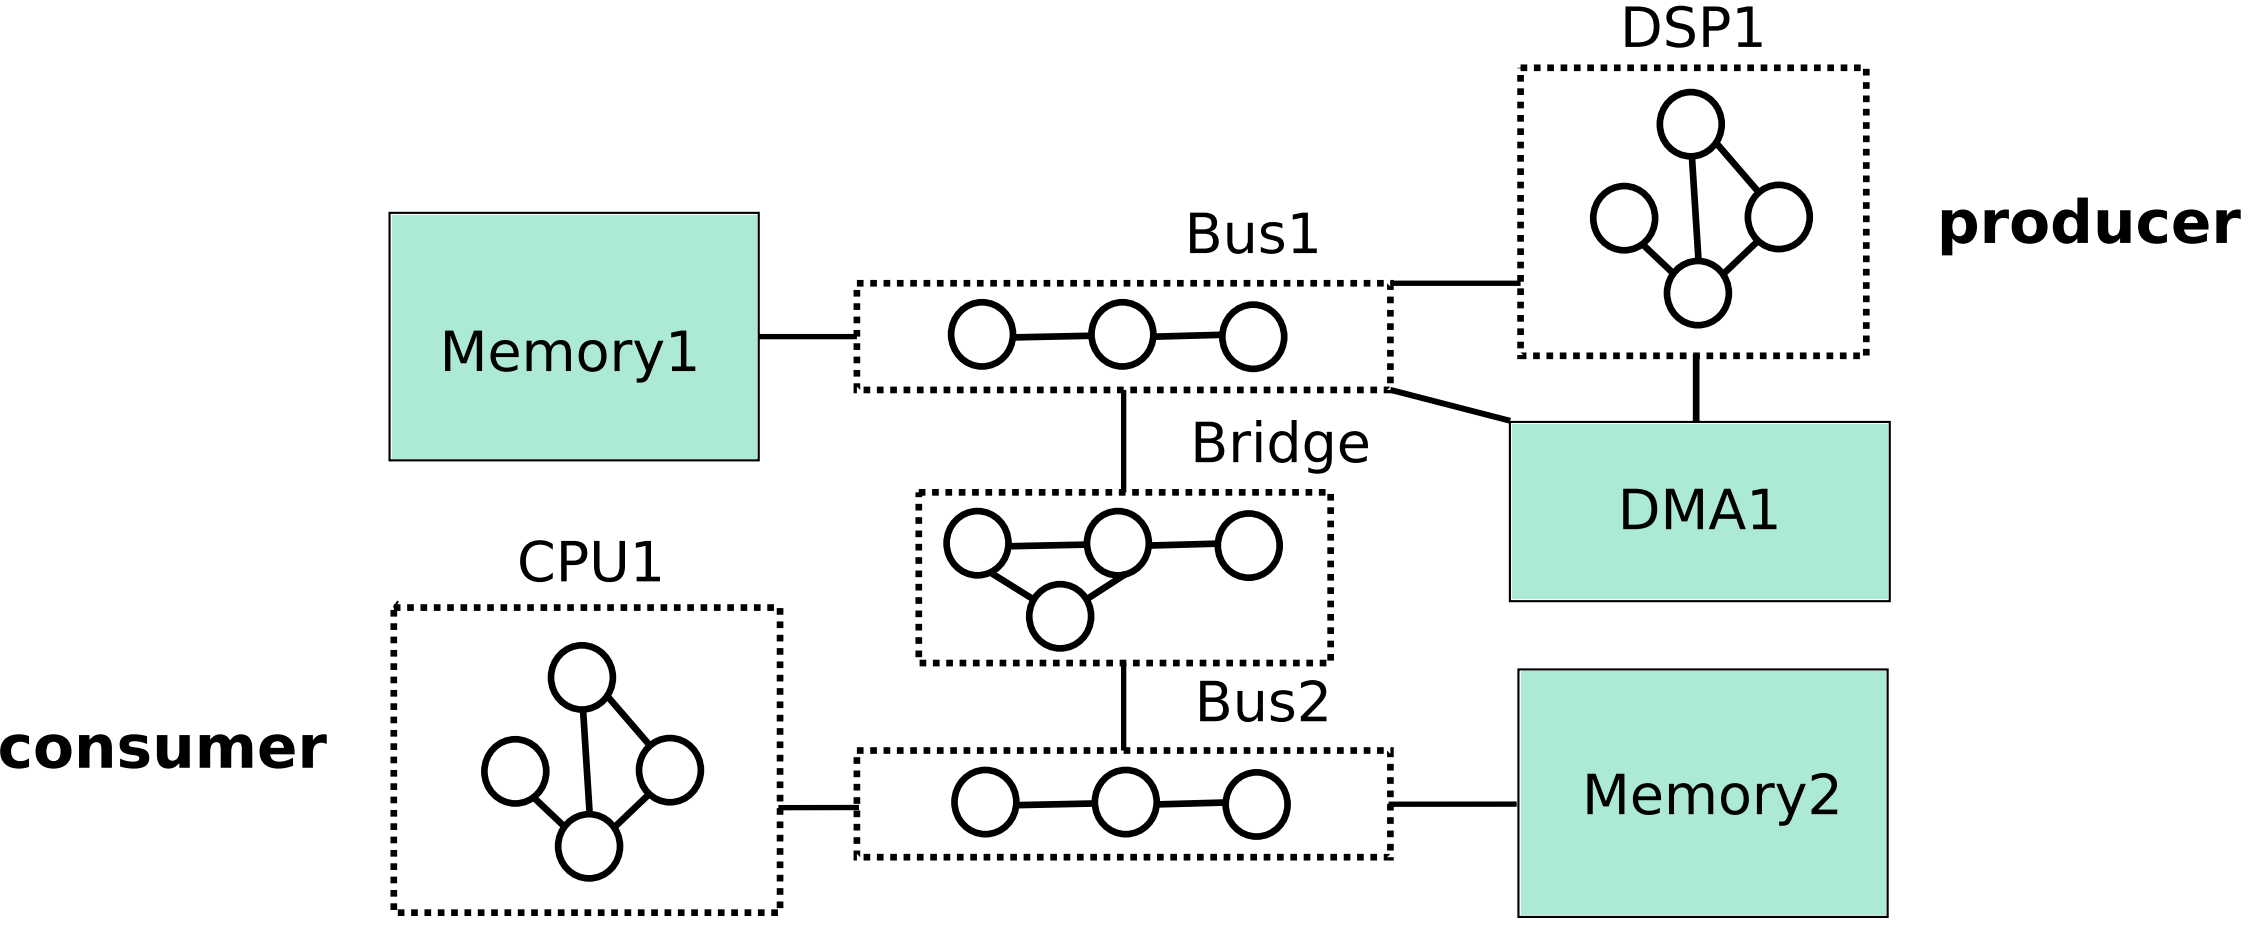 DSP1
producer
Bus1
Memory1
Bridge
DMA1
CPU1
Bus2
consumer
Memory2